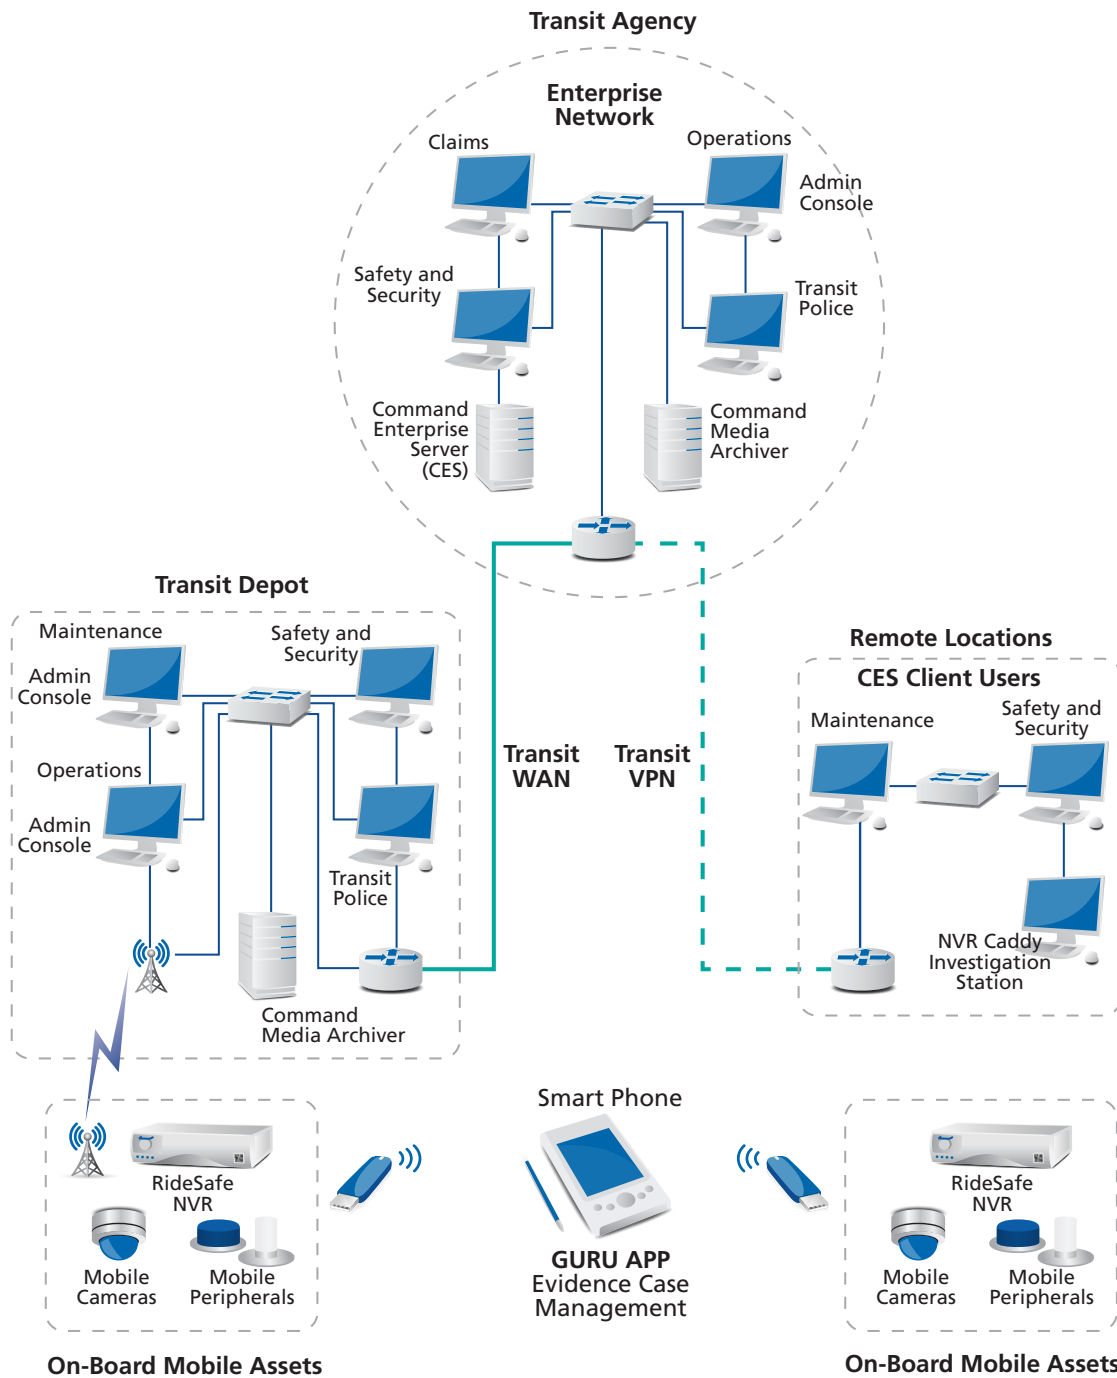 Transit Agency
Enterprise
Network
Claims
Operations
Admin
Console
Safety and
Security
Transit
Police
Command
Enterprise
Server
(CES)
Command
Media
Archiver
Transit Depot
Maintenance
Safety and
Security
Admin
Console
Operations
Admin
Console
Transit
Police
Command
Media Archiver
Transit
WAN
Transit
VPN
Remote Locations
CES Client Users
Maintenance
Safety and
Security
NVR Caddy
Investigation
Station
RideSafe
NVR
Mobile
Cameras
Mobile
Peripherals
On-Board Mobile Assets
Smart Phone
GURU APP
Evidence Case
Management
RideSafe
NVR
Mobile
Cameras
Mobile
Peripherals
On-Board Mobile Assets